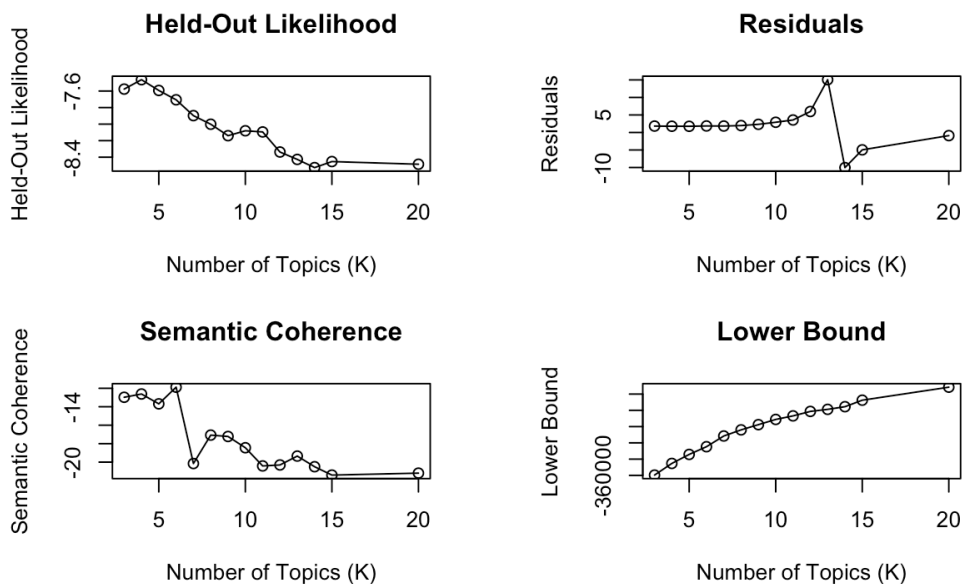 Held-Out Likelihood
Held-Out Likelihood
-7.6
-8.4
5
10
15
20
Number of Topics (K)
Residuals
Residuals
5
-10
5
10
15
20
Number of Topics (K)
Semantic Coherence
Semantic Coherence
-14
-20
5
10
15
20
Number of Topics (K)
Lower Bound
Lower Bound
-360000
5
10
15
20
Number of Topics (K)